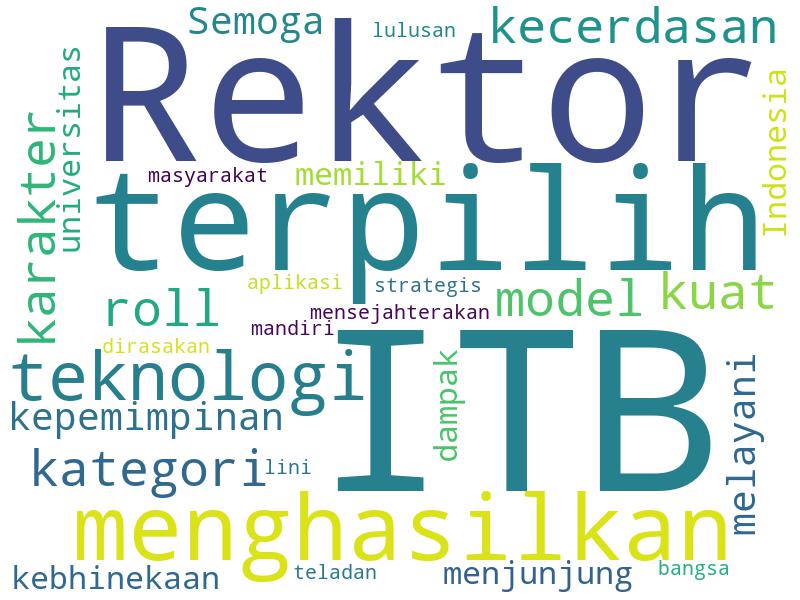 Semoga
lulusan
kecerdasan
Rektor
universitas
karakter
Indonesia
masyarakat
memiliki
terpilih
aplikasi
strategis
roll
mensejahterakan
model
kuat
mandiri
dirasakan
teknologi
ITB
dampak
melayani
kepemimpinan
kategori
lini
menghasilkan
kebhinekaan
teladan
menjunjung
bangsa